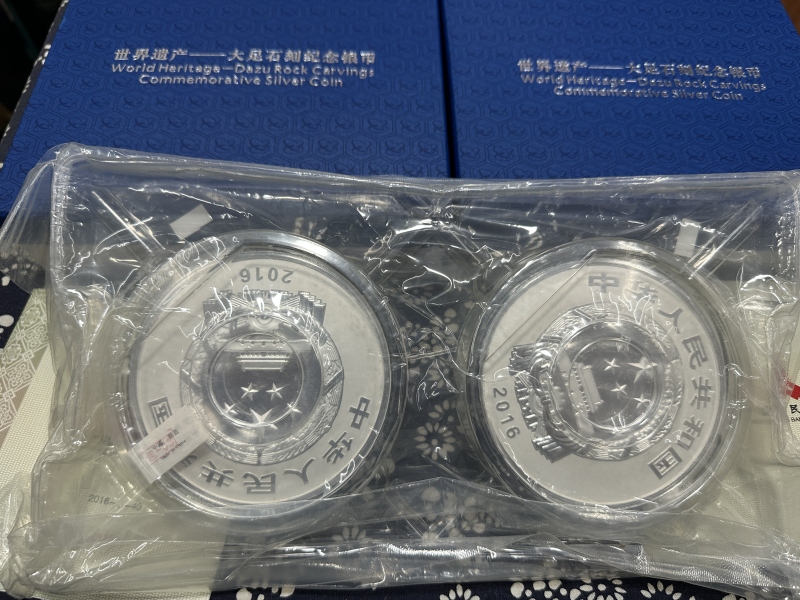 世界遗产——大足石刻纪念银币
World Heritage—Dazu Rock Carvings
Commemorative Silver Coin
世界遗产——大足石刻纪念银币
World Heritage—Dazu Rock Carvings
Commemorative Silver Coin
2016
中华人民共
国
中华人民共和国
2016